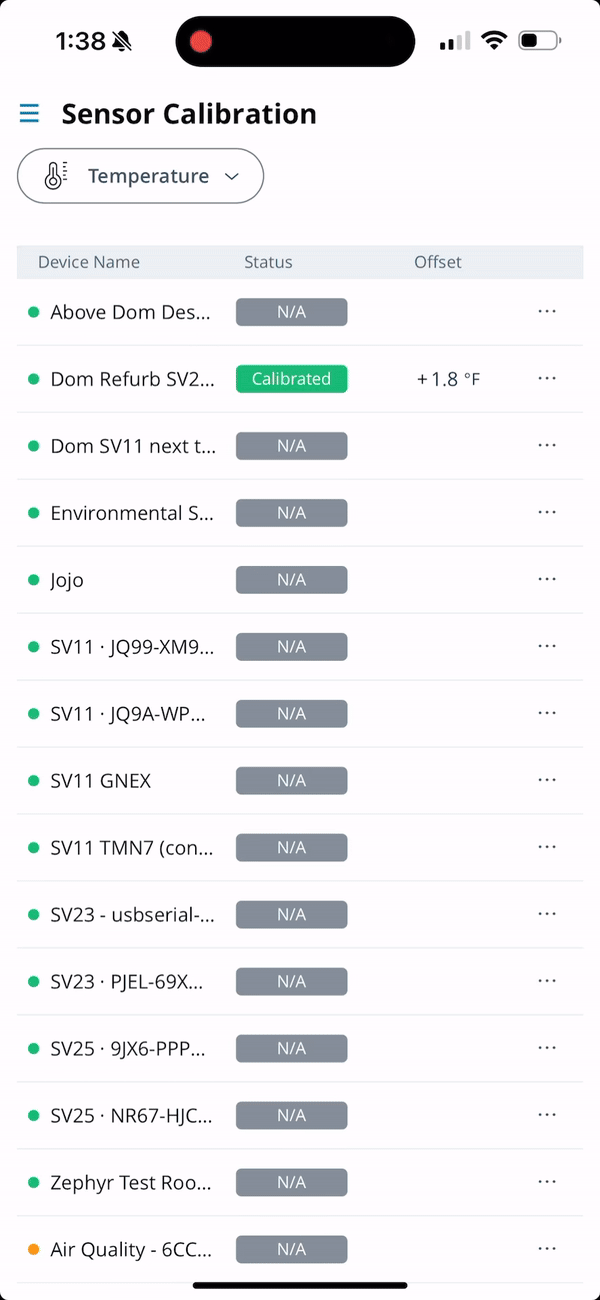 1:38
Sensor Calibration
Temperature
Device Name Status Offset
Above Dom Des... N/A ...
Dom Refurb SV2... Calibrated +1.8 °F ...
Dom SV11 next t... N/A ...
Environmental S... N/A ...
Jojo N/A ...
SV11 · JQ99-XM9... N/A ...
SV11 · JQ9A-WP... N/A ...
SV11 GNEX N/A ...
SV11 TMN7 (con... N/A ...
SV23 - usbserial-... N/A ...
SV23 · PJEL-69X... N/A ...
SV25 · 9JX6-PPP... N/A ...
SV25 · NR67-HJC... N/A ...
Zephyr Test Roo... N/A ...
Air Quality - 6CC... N/A ...